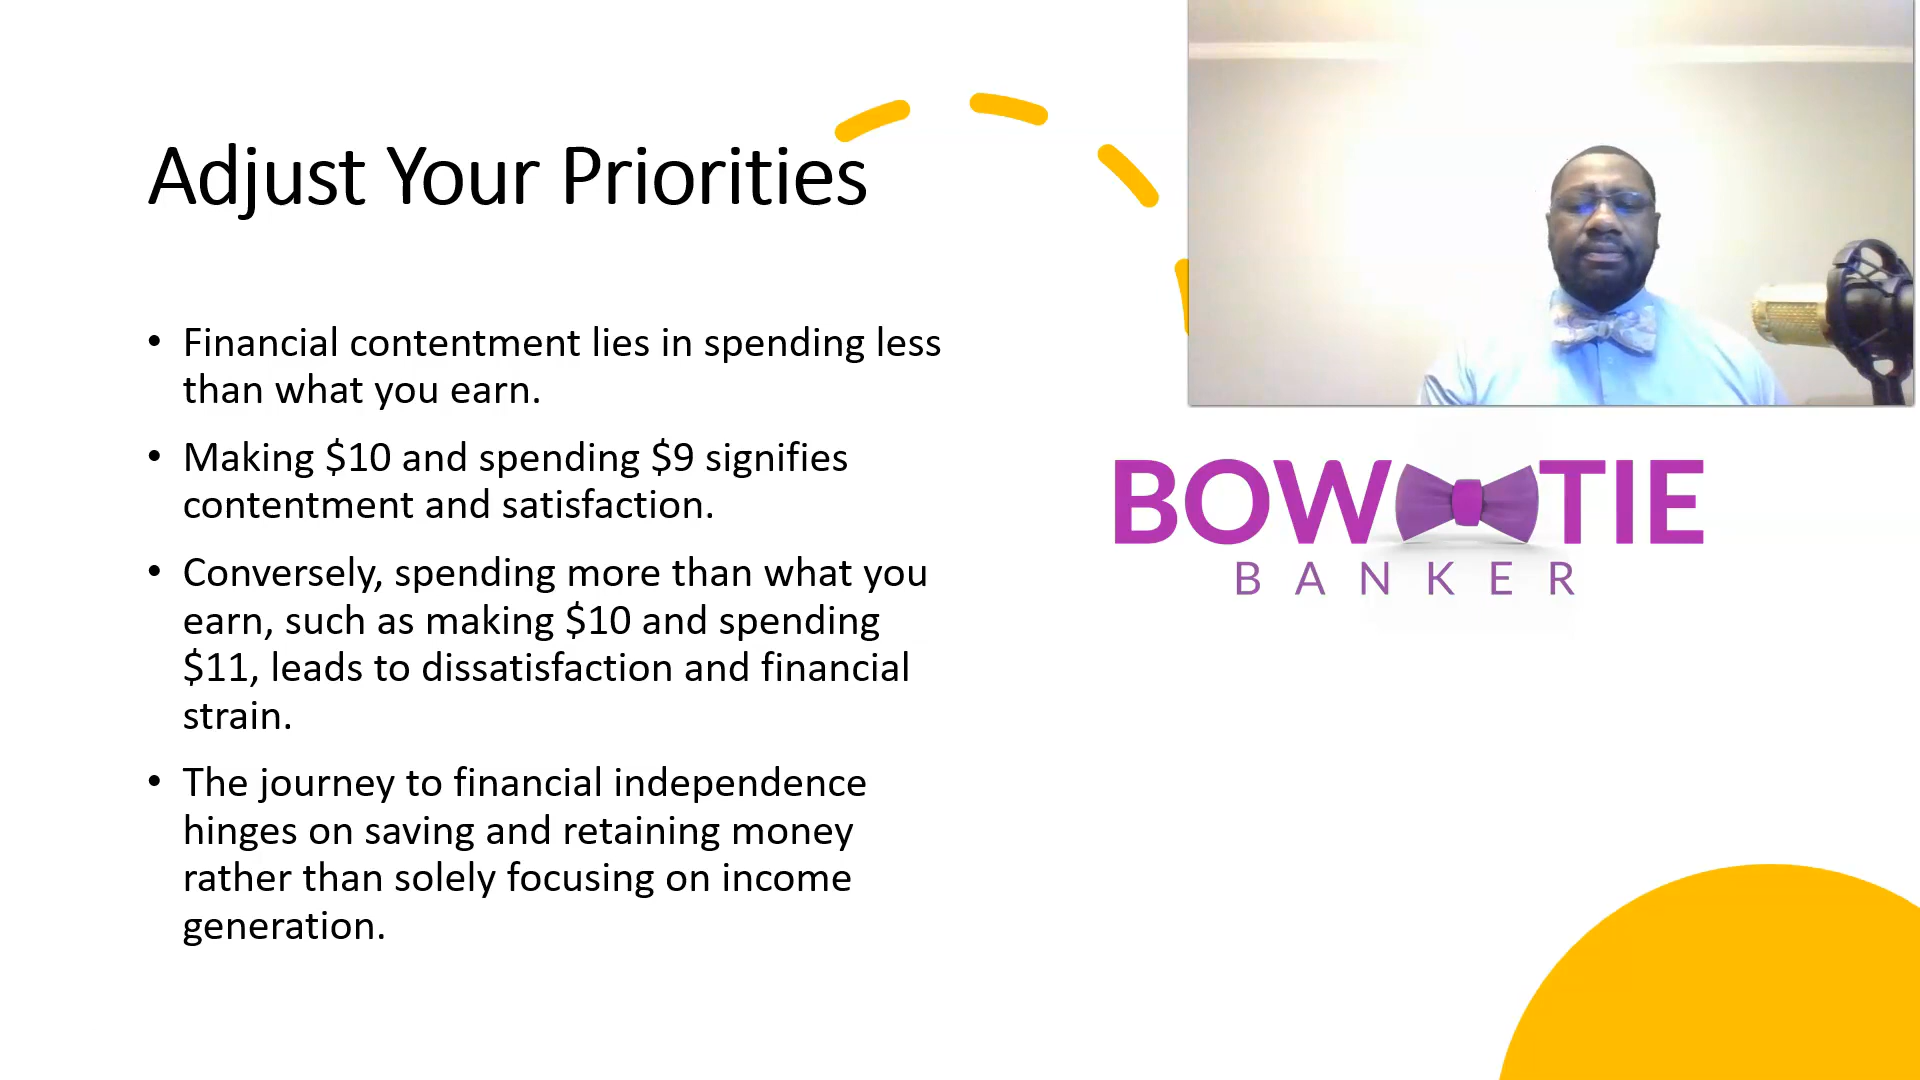 Adjust Your Priorities
• Financial contentment lies in spending less
than what you earn.
• Making $10 and spending $9 signifies
contentment and satisfaction.
• Conversely, spending more than what you
earn, such as making $10 and spending
$11, leads to dissatisfaction and financial
strain.
• The journey to financial independence
hinges on saving and retaining money
rather than solely focusing on income
generation.
BOW TIE
BANKER